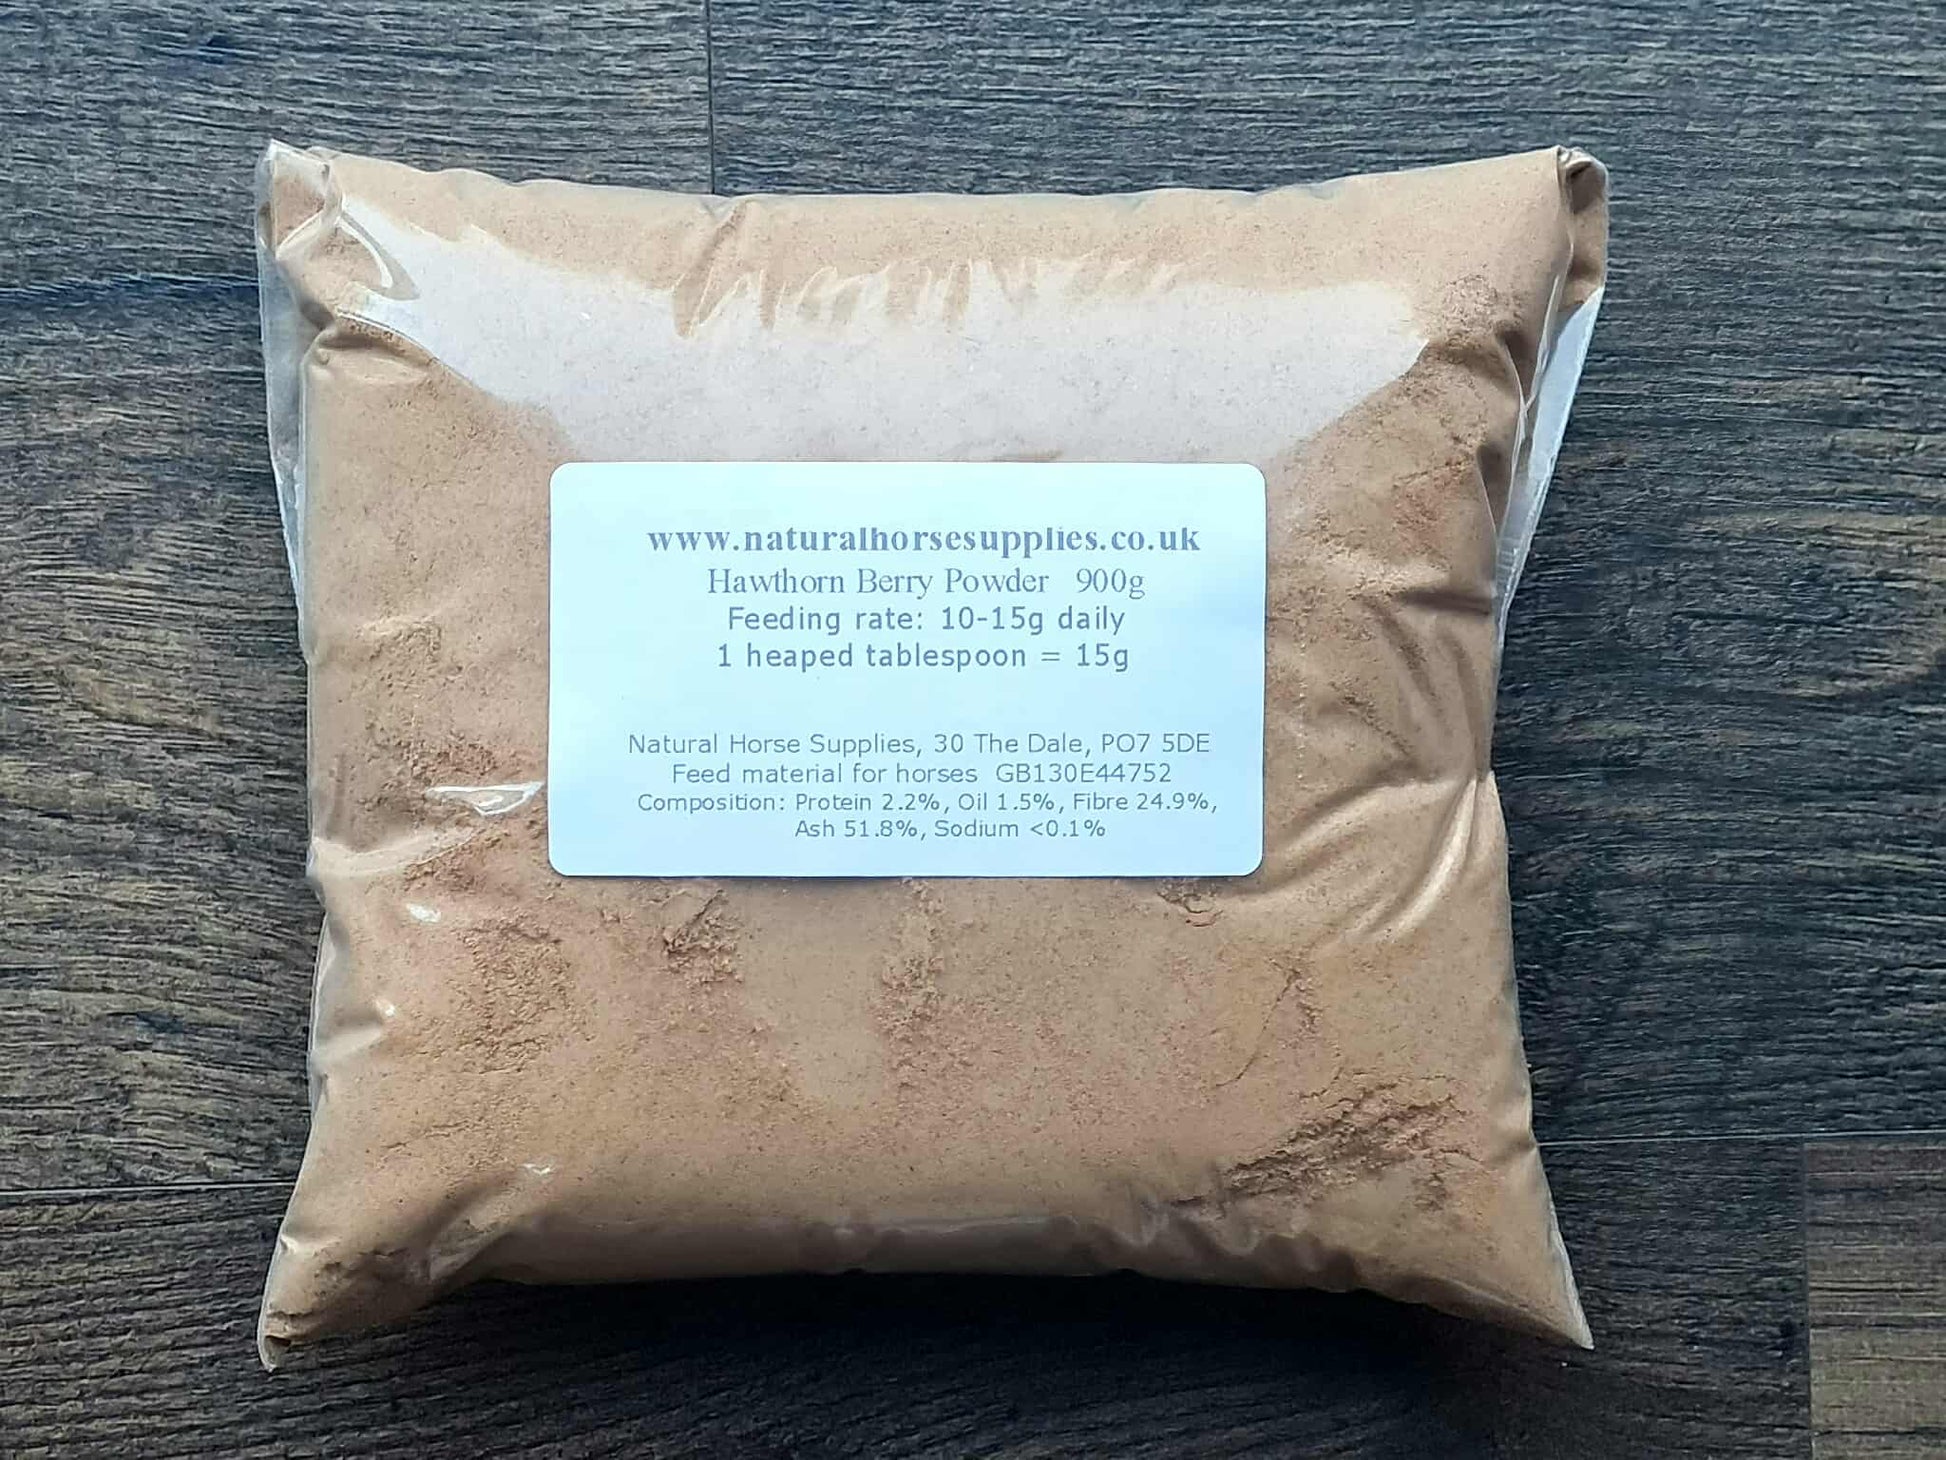 www.naturalhorsesupplies.co.uk
Hawthorn Berry Powder 900g
Feeding rate: 10-15g daily
1 heaped tablespoon = 15g
Natural Horse Supplies, 30 The Dale, PO7 5DE
Feed material for horses GB130E44752
Composition: Protein 2.2%, Oil 1.5%, Fibre 24.9%,
Ash 51.8%, Sodium <0.1%